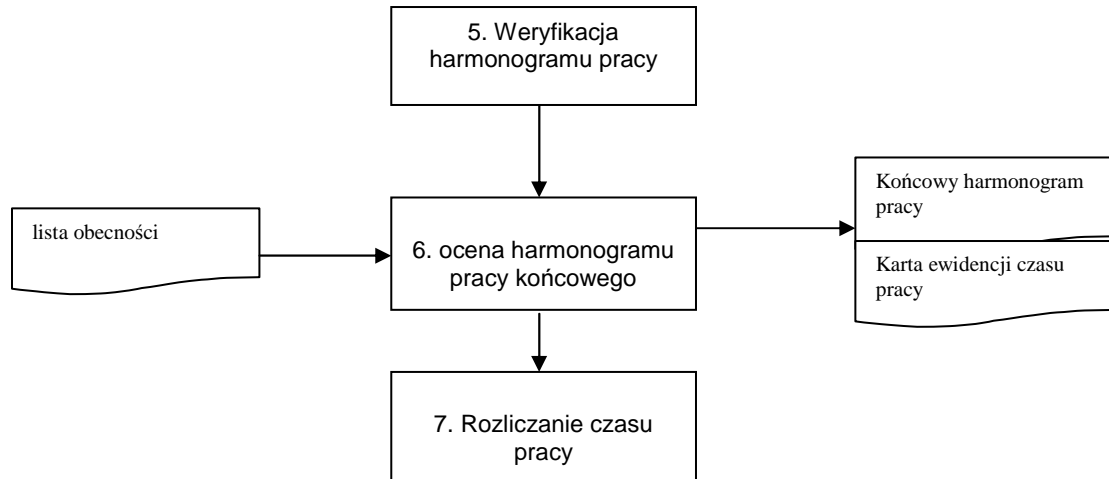 5. Weryfikacja
harmonogramu pracy
Końcowy harmonogram
pracy
lista obecności
6. ocena harmonogramu
pracy końcowego
Karta ewidencji czasu
pracy
7. Rozliczanie czasu
pracy